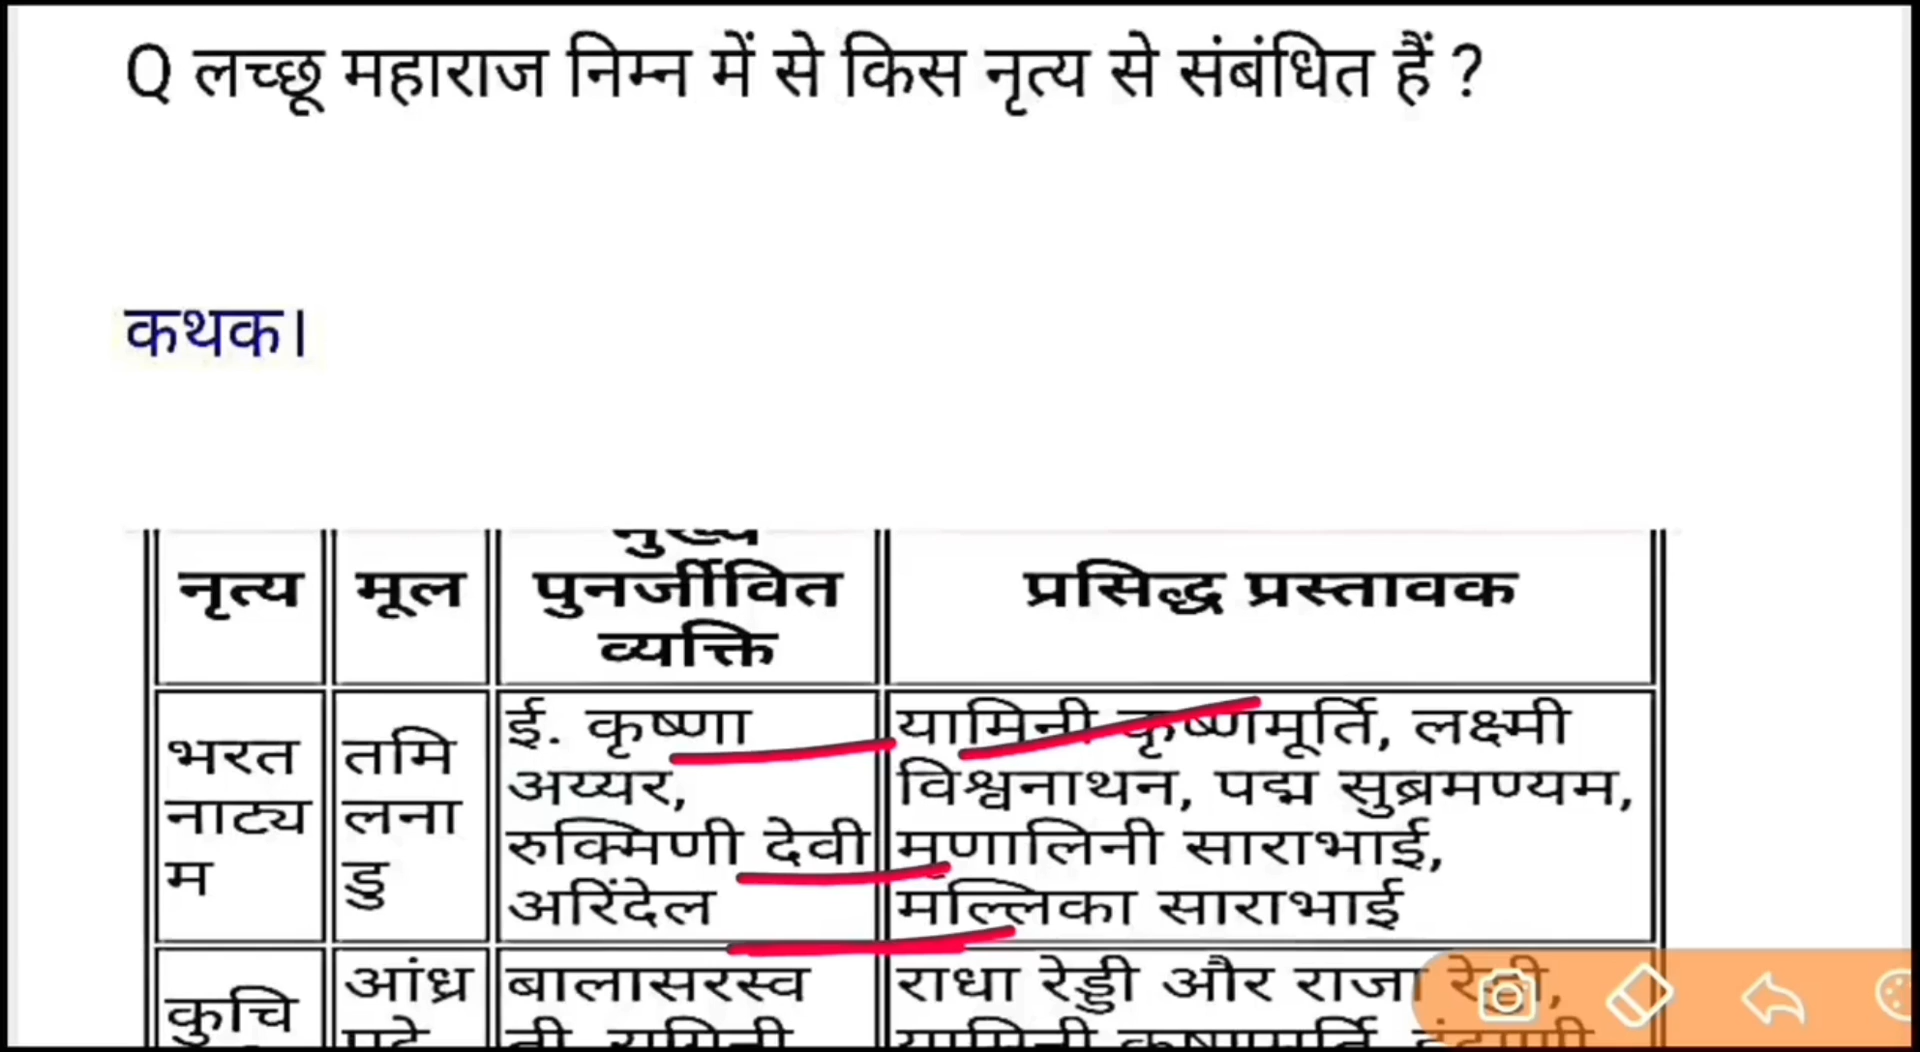 Q लच्छू महाराज निम्न में से किस नृत्य से संबंधित हैं ?
कथक।
नृत्य
मूल
मुख्य
पुनर्जीवित
व्यक्ति
प्रसिद्ध प्रस्तावक
भरत
नाट्य
म
तमि
लना
डु
ई. कृष्णा
अय्यर,
रुक्मिणी देवी
अरिंदेल
यामिनी कृष्णमूर्ति, लक्ष्मी
विश्वनाथन, पद्म सुब्रमण्यम,
मृणालिनी साराभाई,
मल्लिका साराभाई
कुचि
आंध्र
बालासरस्व
राधा रेड्डी और राजा रेड्डी,
यामिनी कृष्णमूर्ति,